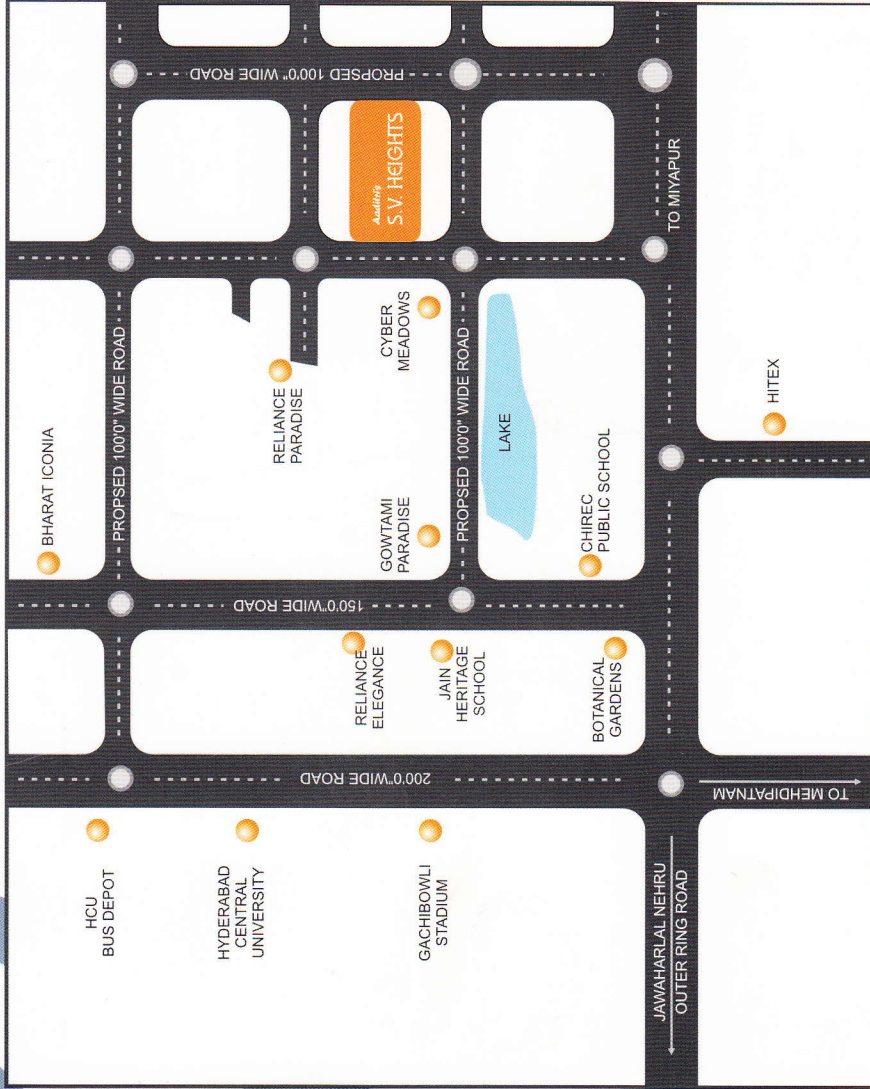 BHARAT ICONIA
HCU
BUS DEPOT
PROPSED 100'0" WIDE ROAD
HYDERABAD
CENTRAL
UNIVERSITY
RELIANCE
PARADISE
200'0."WIDE ROAD
150'0."WIDE ROAD
PROPSED 100'0" WIDE ROAD
RELIANCE
ELEGANCE
GOWTAMI
PARADISE
CYBER
MEADOWS
Aaditri's
S.V. HEIGHTS
GACHIBOWLI
STADIUM
JAIN
HERITAGE
SCHOOL
PROPSED 100'0" WIDE ROAD
LAKE
BOTANICAL
GARDENS
CHIREC
PUBLIC SCHOOL
JAWAHARLAL NEHRU
OUTER RING ROAD
TO MIYAPUR
TO MEHDIPATNAM
HITEX